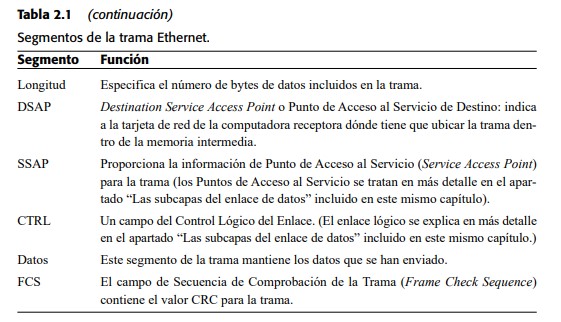 Tabla 2.1 (continuación)
Segmentos de la trama Ethernet.
Segmento Función
Longitud Especifica el número de bytes de datos incluidos en la trama.
DSAP Destination Service Access Point o Punto de Acceso al Servicio de Destino: indica
a la tarjeta de red de la computadora receptora dónde tiene que ubicar la trama den-
tro de la memoria intermedia.
SSAP Proporciona la información de Punto de Acceso al Servicio (Service Access Point)
para la trama (los Puntos de Acceso al Servicio se tratan en más detalle en el apar-
tado “Las subcapas del enlace de datos” incluido en este mismo capítulo).
CTRL Un campo del Control Lógico del Enlace. (El enlace lógico se explica en más detalle
en el apartado “Las subcapas del enlace de datos” incluido en este mismo capítulo.)
Datos Este segmento de la trama mantiene los datos que se han enviado.
FCS El campo de Secuencia de Comprobación de la Trama (Frame Check Sequence)
contiene el valor CRC para la trama.